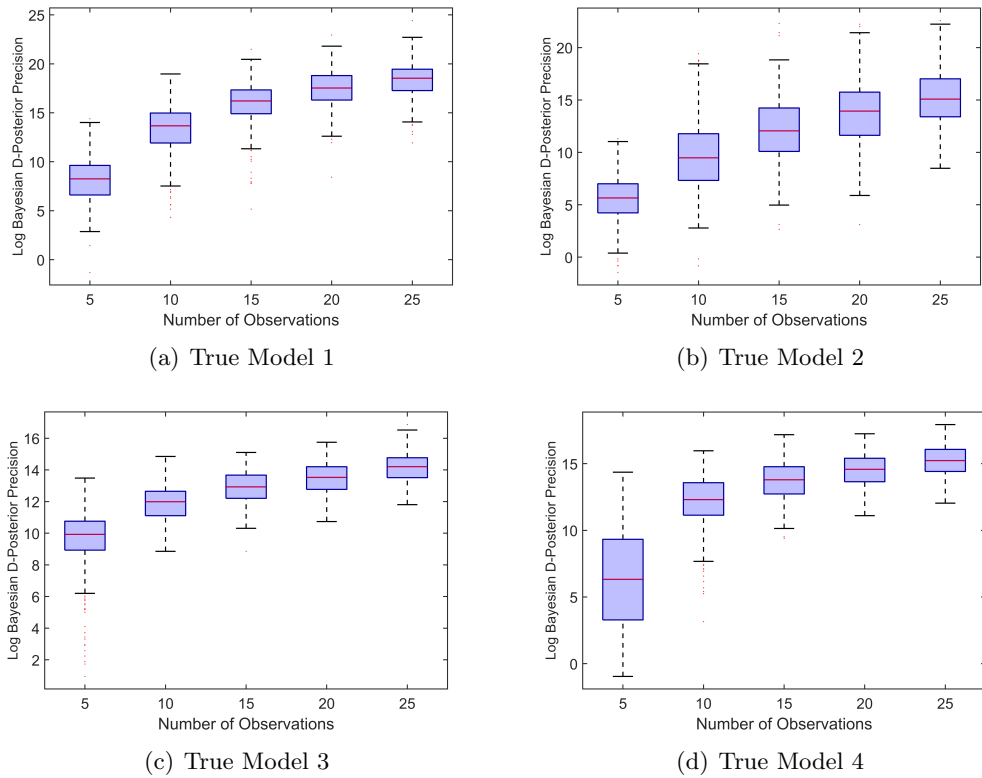 Log Bayesian D-Posterior Precision
25
20
15
10
5
0
5 10 15 20 25
Number of Observations
(a) True Model 1
Log Bayesian D-Posterior Precision
20
15
10
5
0
5 10 15 20 25
Number of Observations
(b) True Model 2
Log Bayesian D-Posterior Precision
16
14
12
10
8
6
4
2
5 10 15 20 25
Number of Observations
(c) True Model 3
Log Bayesian D-Posterior Precision
15
10
5
0
5 10 15 20 25
Number of Observations
(d) True Model 4